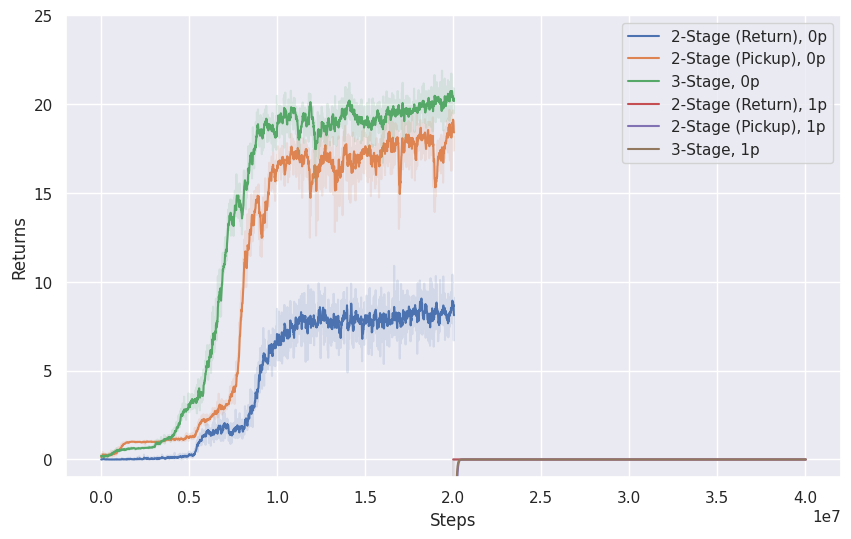 25
20
15
10
5
0
Returns
0.0 0.5 1.0 1.5 2.0 2.5 3.0 3.5 4.0
1e7
Steps
2-Stage (Return), 0p
2-Stage (Pickup), 0p
3-Stage, 0p
2-Stage (Return), 1p
2-Stage (Pickup), 1p
3-Stage, 1p